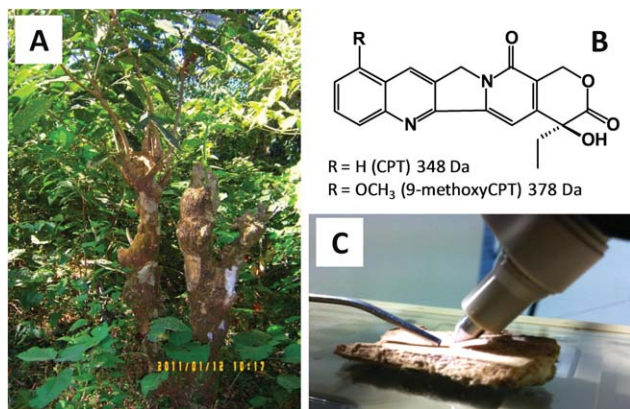 A
2011/01/12 10:17
B
R
O
N
O
N
O
OH
R = H (CPT) 348 Da
R = OCH₃ (9-methoxyCPT) 378 Da
C